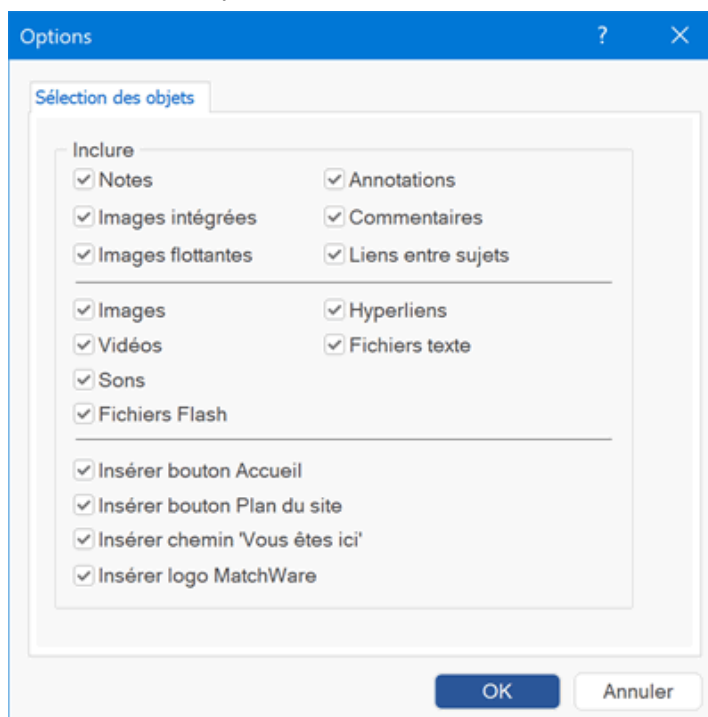 Options ?
Sélection des objets
Inclure
Notes Annotations
Images intégrées Commentaires
Images flottantes Liens entre sujets
Images Hyperliens
Vidéos Fichiers texte
Sons
Fichiers Flash
Insérer bouton Accueil
Insérer bouton Plan du site
Insérer chemin 'Vous êtes ici'
Insérer logo MatchWare
OK Annuler